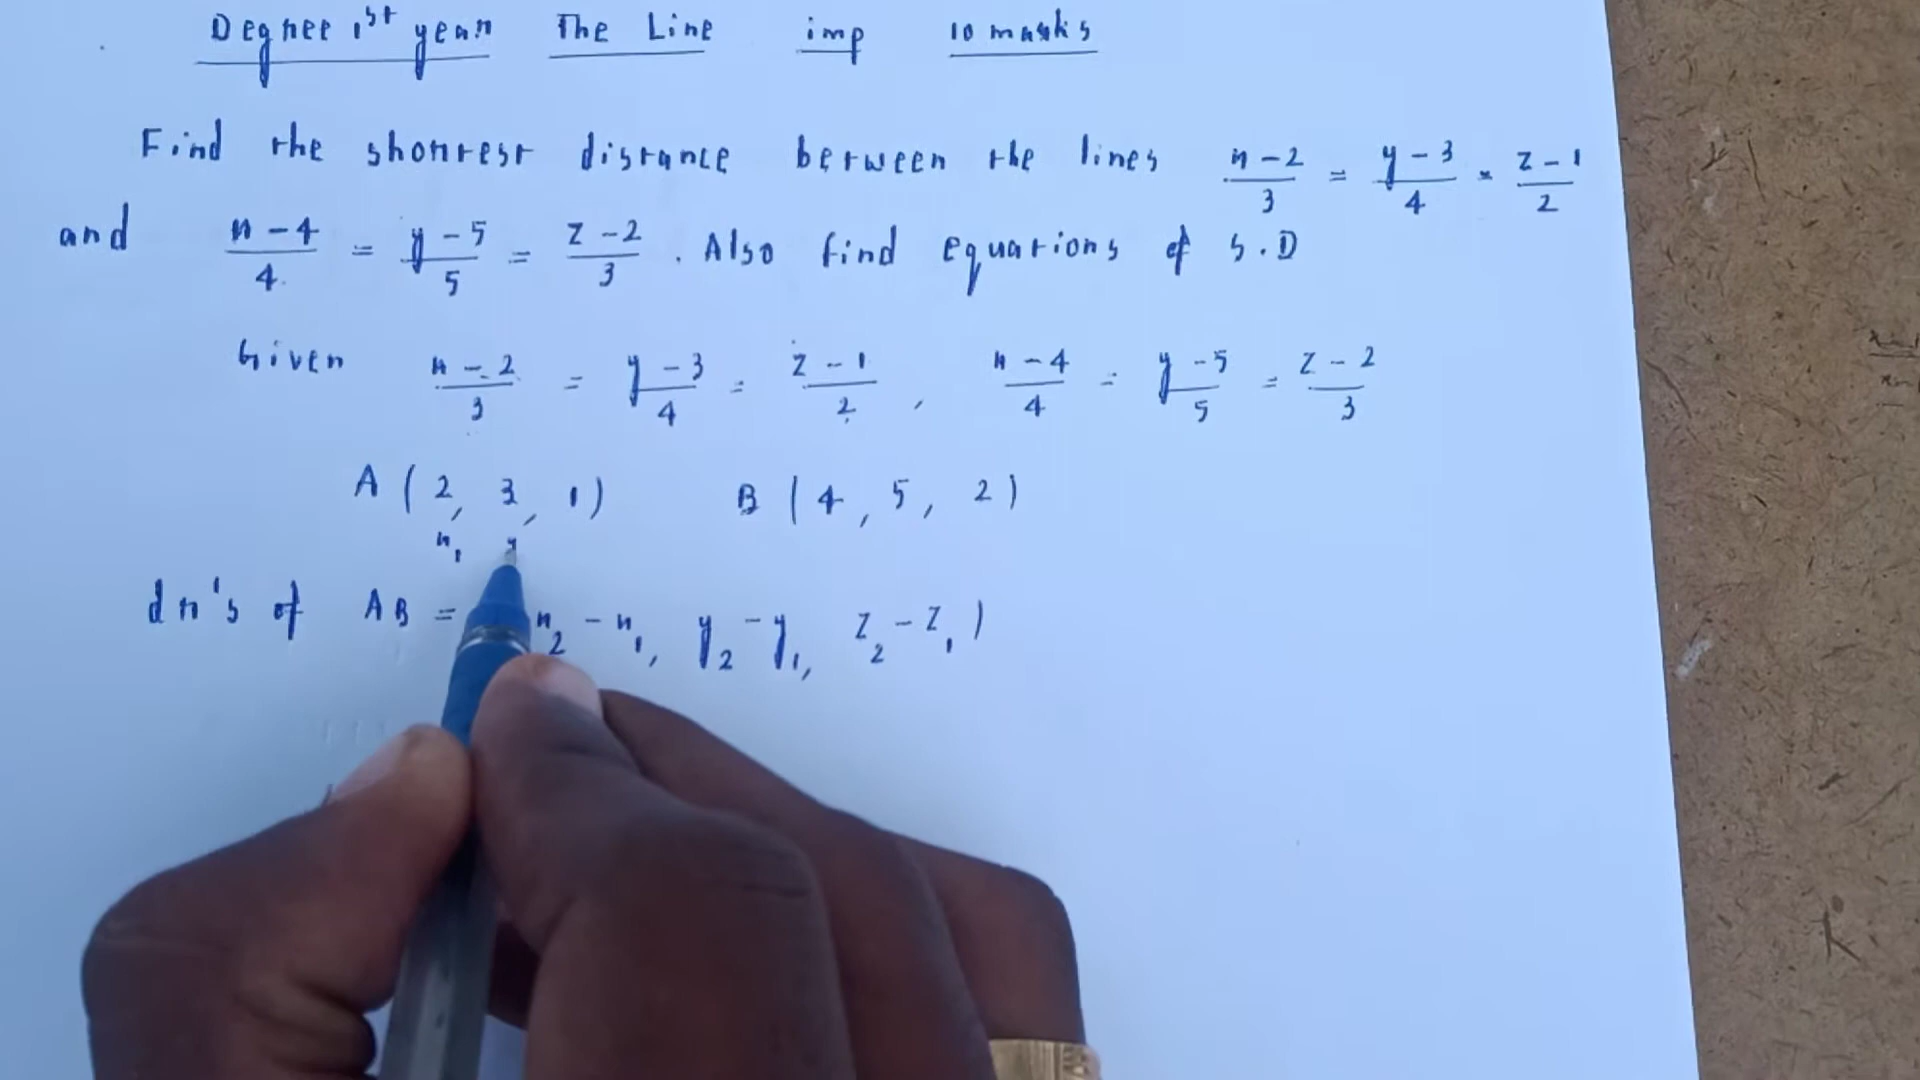 Degree 1st year The Line imp 10 marks
Find the shortest distance between the lines x-2/3 = y-3/4 = z-1/2
and x-4/4 = y-5/5 = z-2/3 . Also find equations of S.D
Given x-2/3 = y-3/4 = z-1/2 , x-4/4 = y-5/5 = z-2/3
A (2, 3, 1) B (4, 5, 2)
x₁ y
dr's of AB = x₂-x₁, y₂-y₁, z₂-z₁)